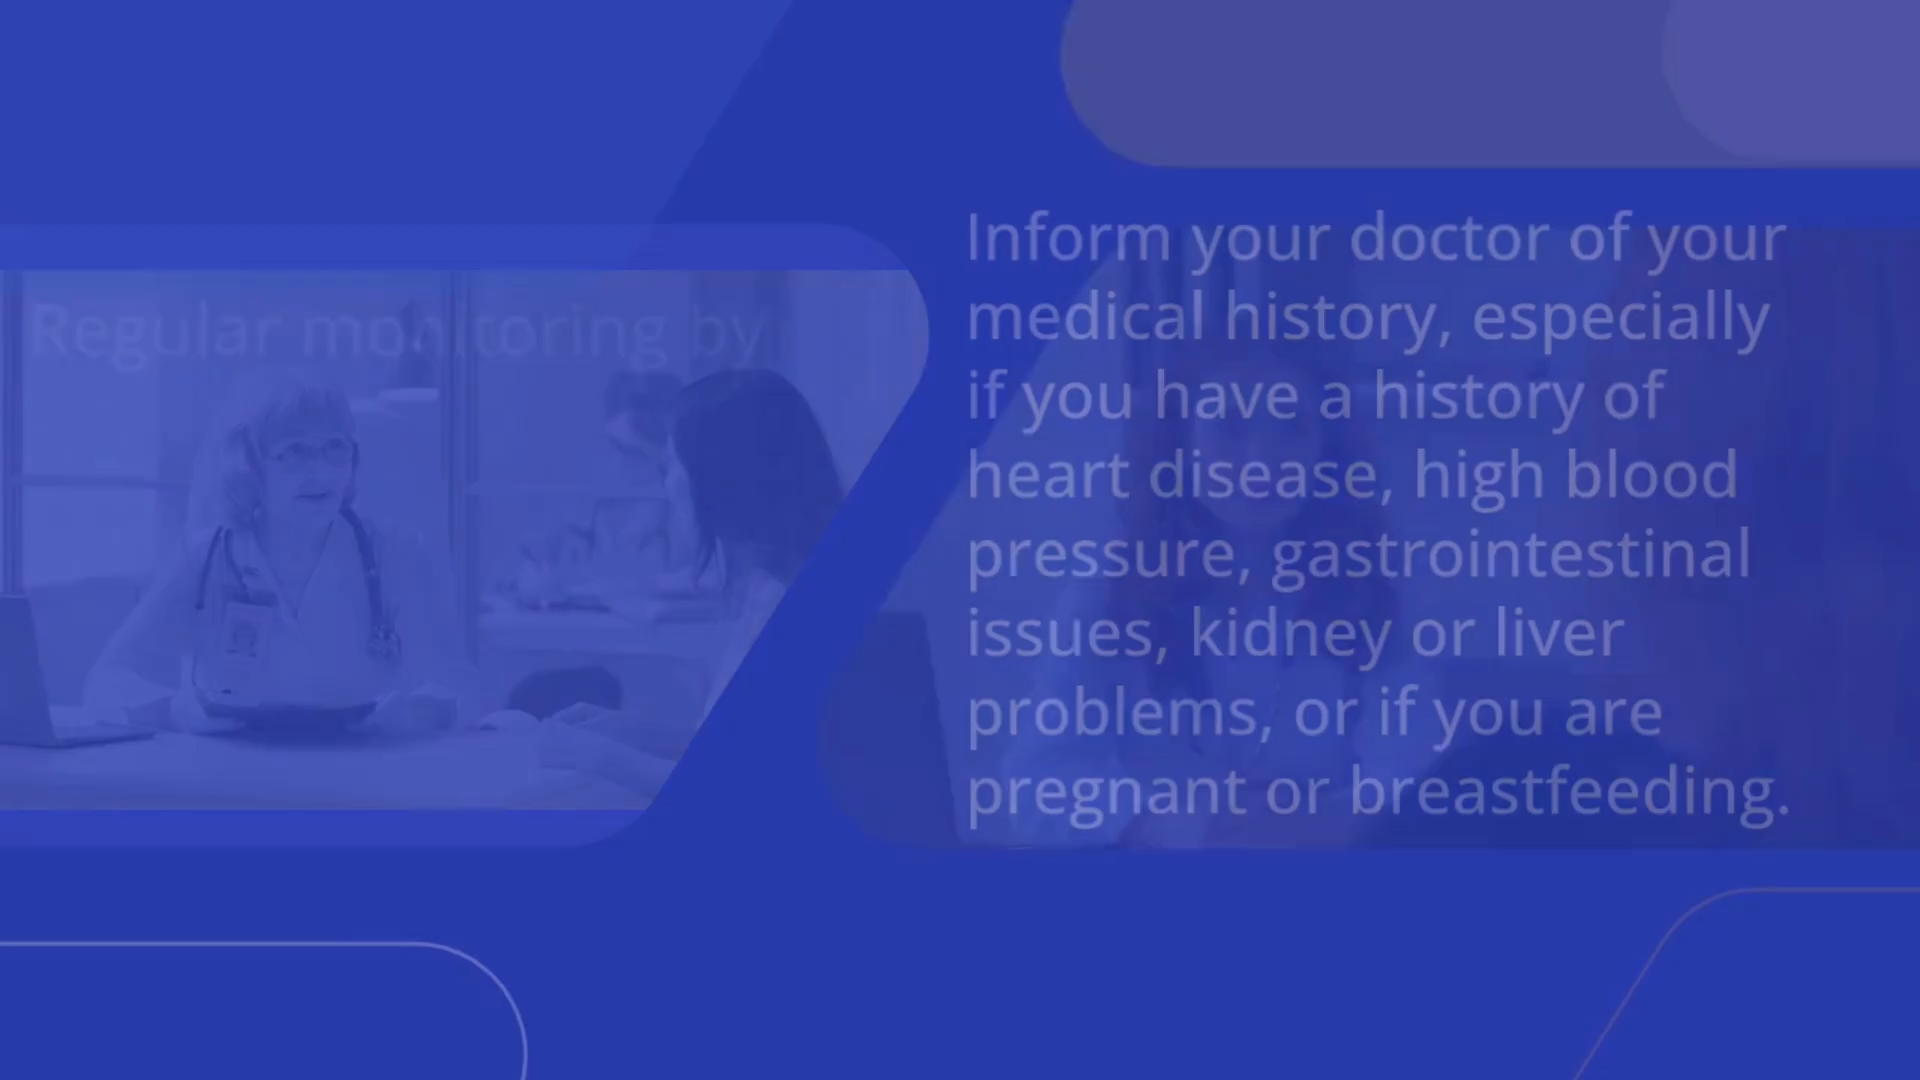 Regular monitoring by
Inform your doctor of your
medical history, especially
if you have a history of
heart disease, high blood
pressure, gastrointestinal
issues, kidney or liver
problems, or if you are
pregnant or breastfeeding.